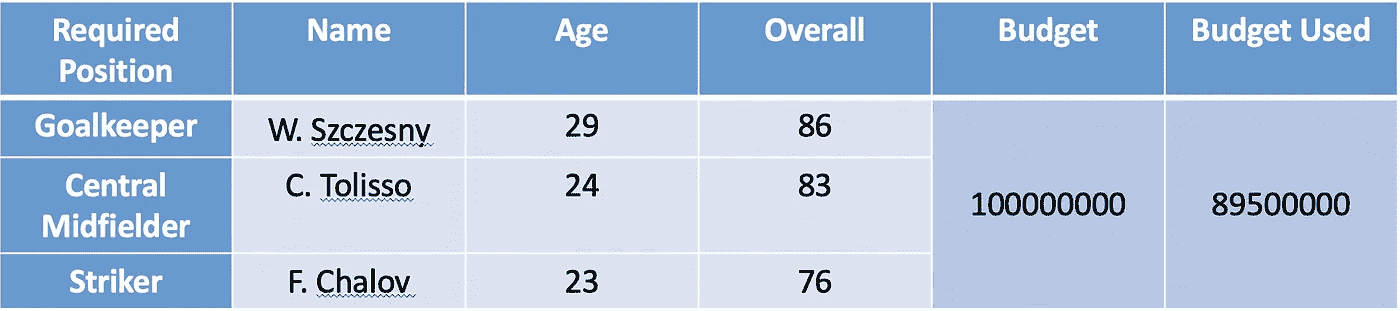 Required Position Name Age Overall Budget Budget Used
Goalkeeper W. Szczesny 29 86
Central Midfielder C. Tolisso 24 83 100000000 89500000
Striker F. Chalov 23 76